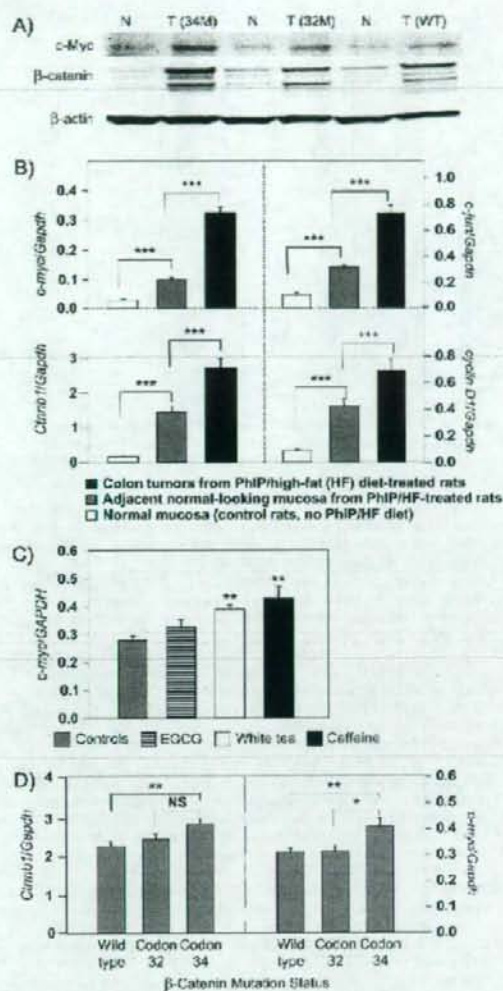 A)
N T (34M) N T (32M) N T (WT)
c-Myc
β-catenin
β-actin
B)
***
***
***
***
0.4
0.3
0.2
0.1
0.0
c-myc/Gapdh
1.0
0.8
0.6
0.4
0.2
0.0
c-jun/Gapdh
***
***
***
***
3
2
1
0
Ctnnb1/Gapdh
0.8
0.6
0.4
0.2
0.0
cyclin D1/Gapdh
Colon tumors from PhIP/high-fat (HF) diet-treated rats
Adjacent normal-looking mucosa from PhIP/HF-treated rats
Normal mucosa (control rats, no PhIP/HF diet)
C)
0.6
0.5
0.4
0.3
0.2
0.1
0.0
c-myc/GAPDH
**
**
Controls EGCG White tea Caffeine
D)
4
3
2
1
0
Ctnnb1/Gapdh
**
NS
**
*
0.6
0.5
0.4
0.3
0.2
0.1
0.0
c-myc/Gapdh
Wild Codon Codon Wild Codon Codon
type 32 34 type 32 34
β-Catenin Mutation Status